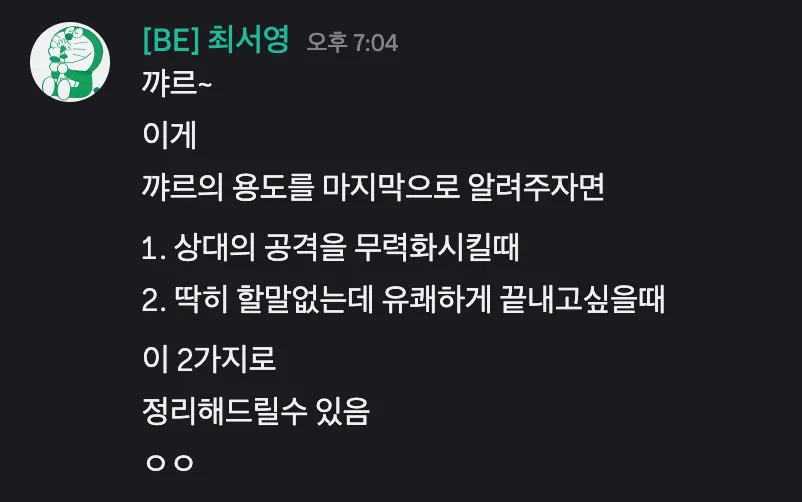 [BE] 최서영 오후 7:04
꺄르~
이게
꺄르의 용도를 마지막으로 알려주자면
1. 상대의 공격을 무력화시킬때
2. 딱히 할말없는데 유쾌하게 끝내고싶을때
이 2가지로
정리해드릴수 있음
ㅇㅇ